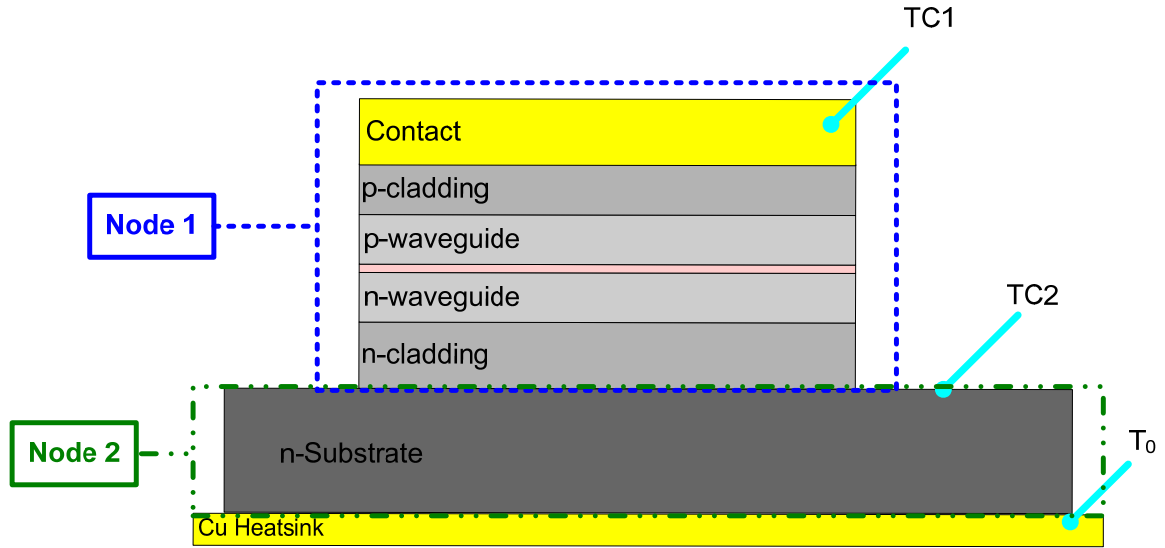 TC1
Contact
p-cladding
Node 1
p-waveguide
n-waveguide
TC2
n-cladding
Node 2
n-Substrate
T₀
Cu Heatsink